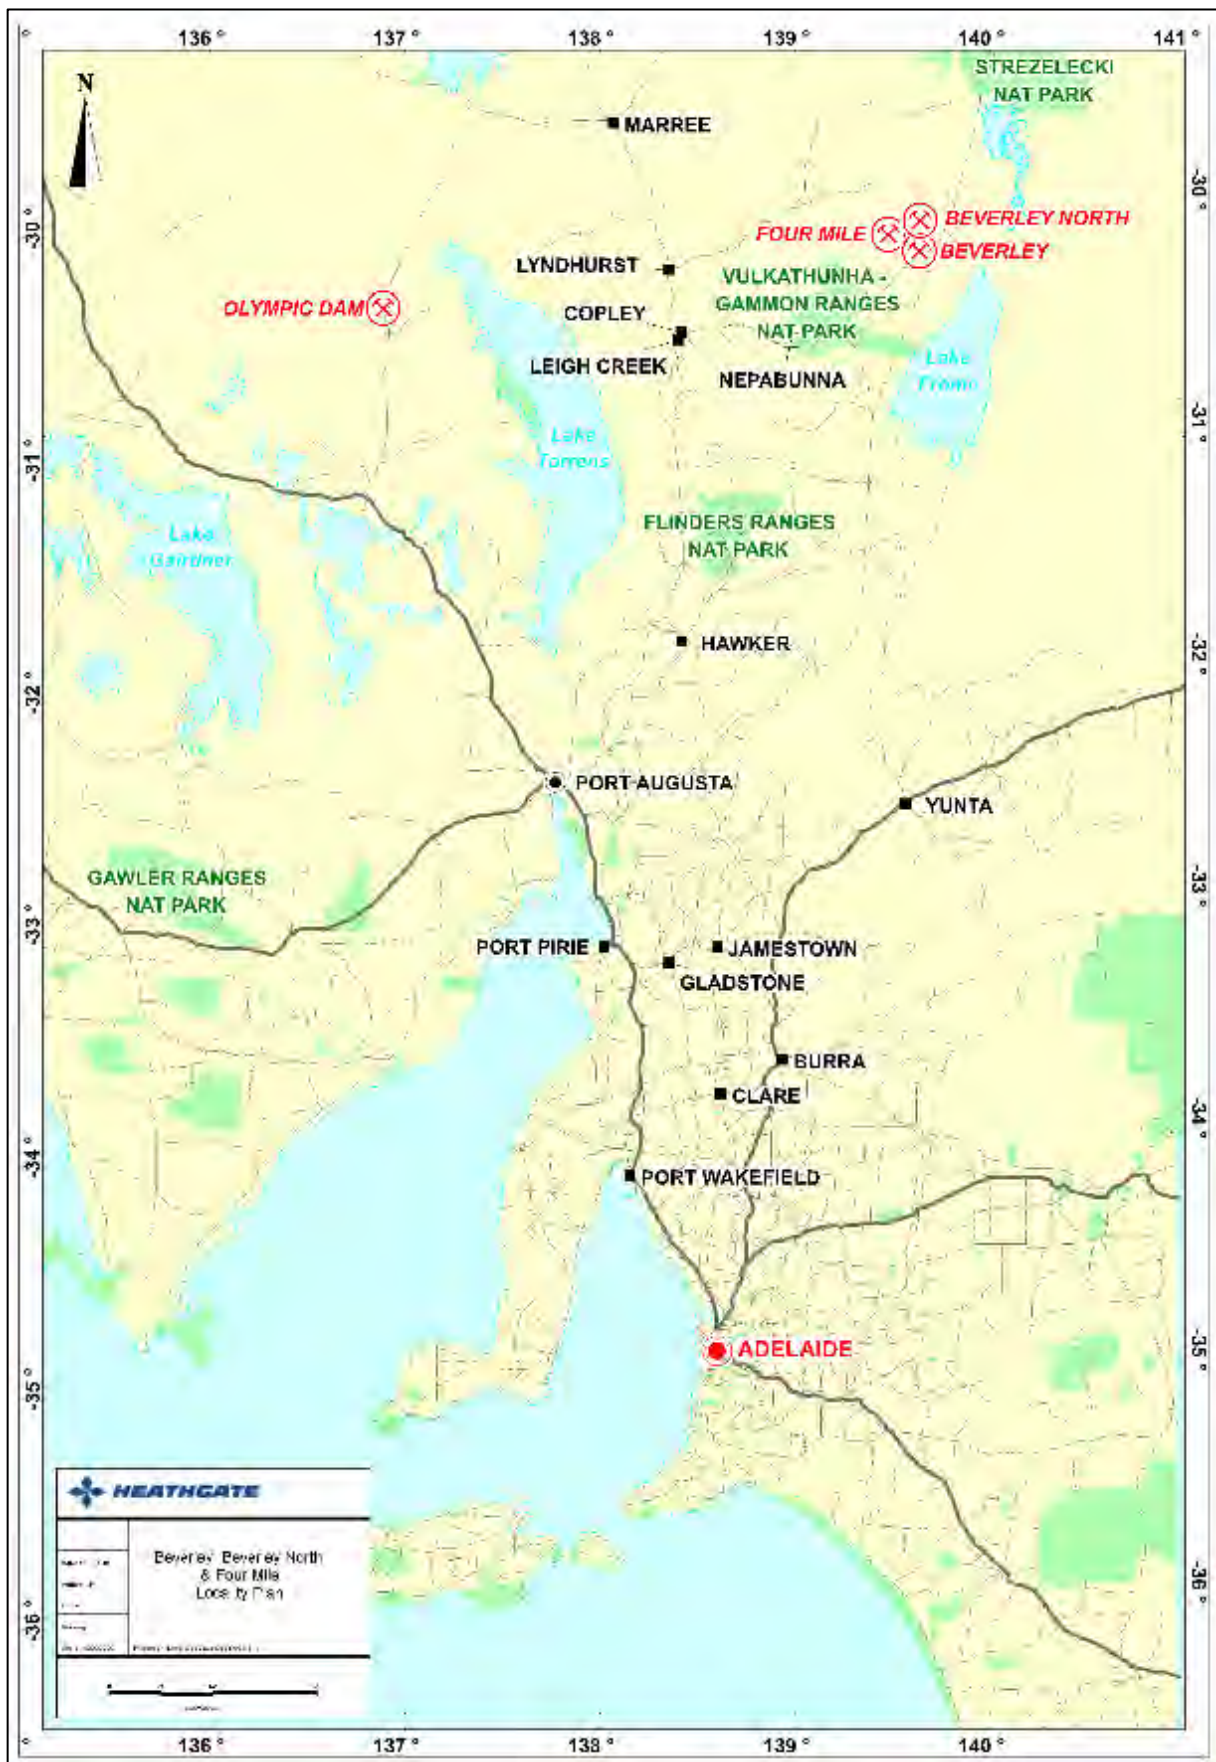 136 °
137 °
138 °
139 °
140 °
141 °
N
STREZELECKI
NAT PARK
MARREE
-30 °
-30 °
BEVERLEY NORTH
FOUR MILE
BEVERLEY
LYNDHURST
VULKATHUNHA -
GAMMON RANGES
NAT PARK
OLYMPIC DAM
COPLEY
LEIGH CREEK
NEPABUNNA
Lake
Frome
-31 °
-31 °
Lake
Torrens
FLINDERS RANGES
NAT PARK
Lake
Gairdner
HAWKER
-32 °
-32 °
PORT AUGUSTA
YUNTA
GAWLER RANGES
NAT PARK
-33 °
-33 °
PORT PIRIE
JAMESTOWN
GLADSTONE
BURRA
CLARE
-34 °
-34 °
PORT WAKEFIELD
ADELAIDE
-35 °
-35 °
HEATHGATE
Beverley Beverley North
& Four Mile
Locality Plan
-36 °
-36 °
136 °
137 °
138 °
139 °
140 °